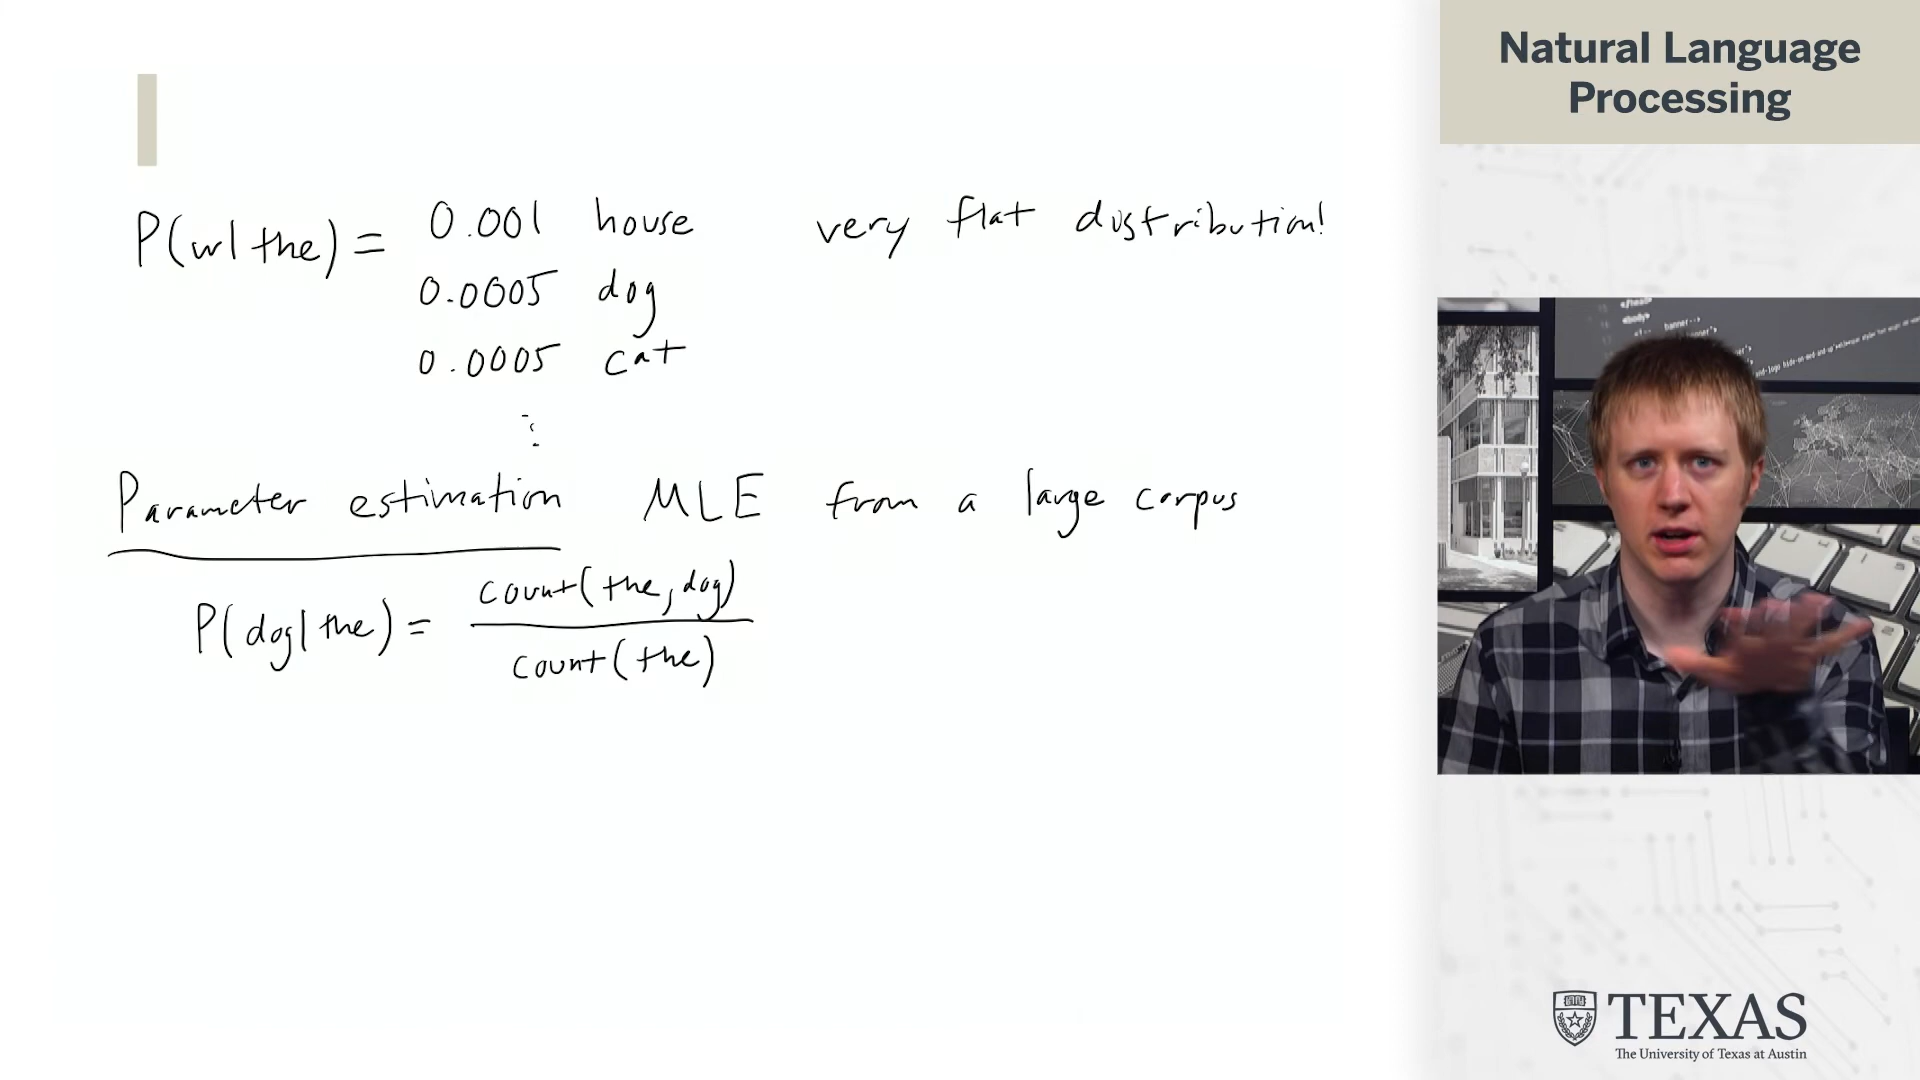 Natural Language
Processing
P(w|the) = 0.001 house very flat distribution!
0.0005 dog
0.0005 cat
⋮
Parameter estimation MLE from a large corpus
P(dog|the) = count(the, dog)
count(the)
TEXAS
The University of Texas at Austin